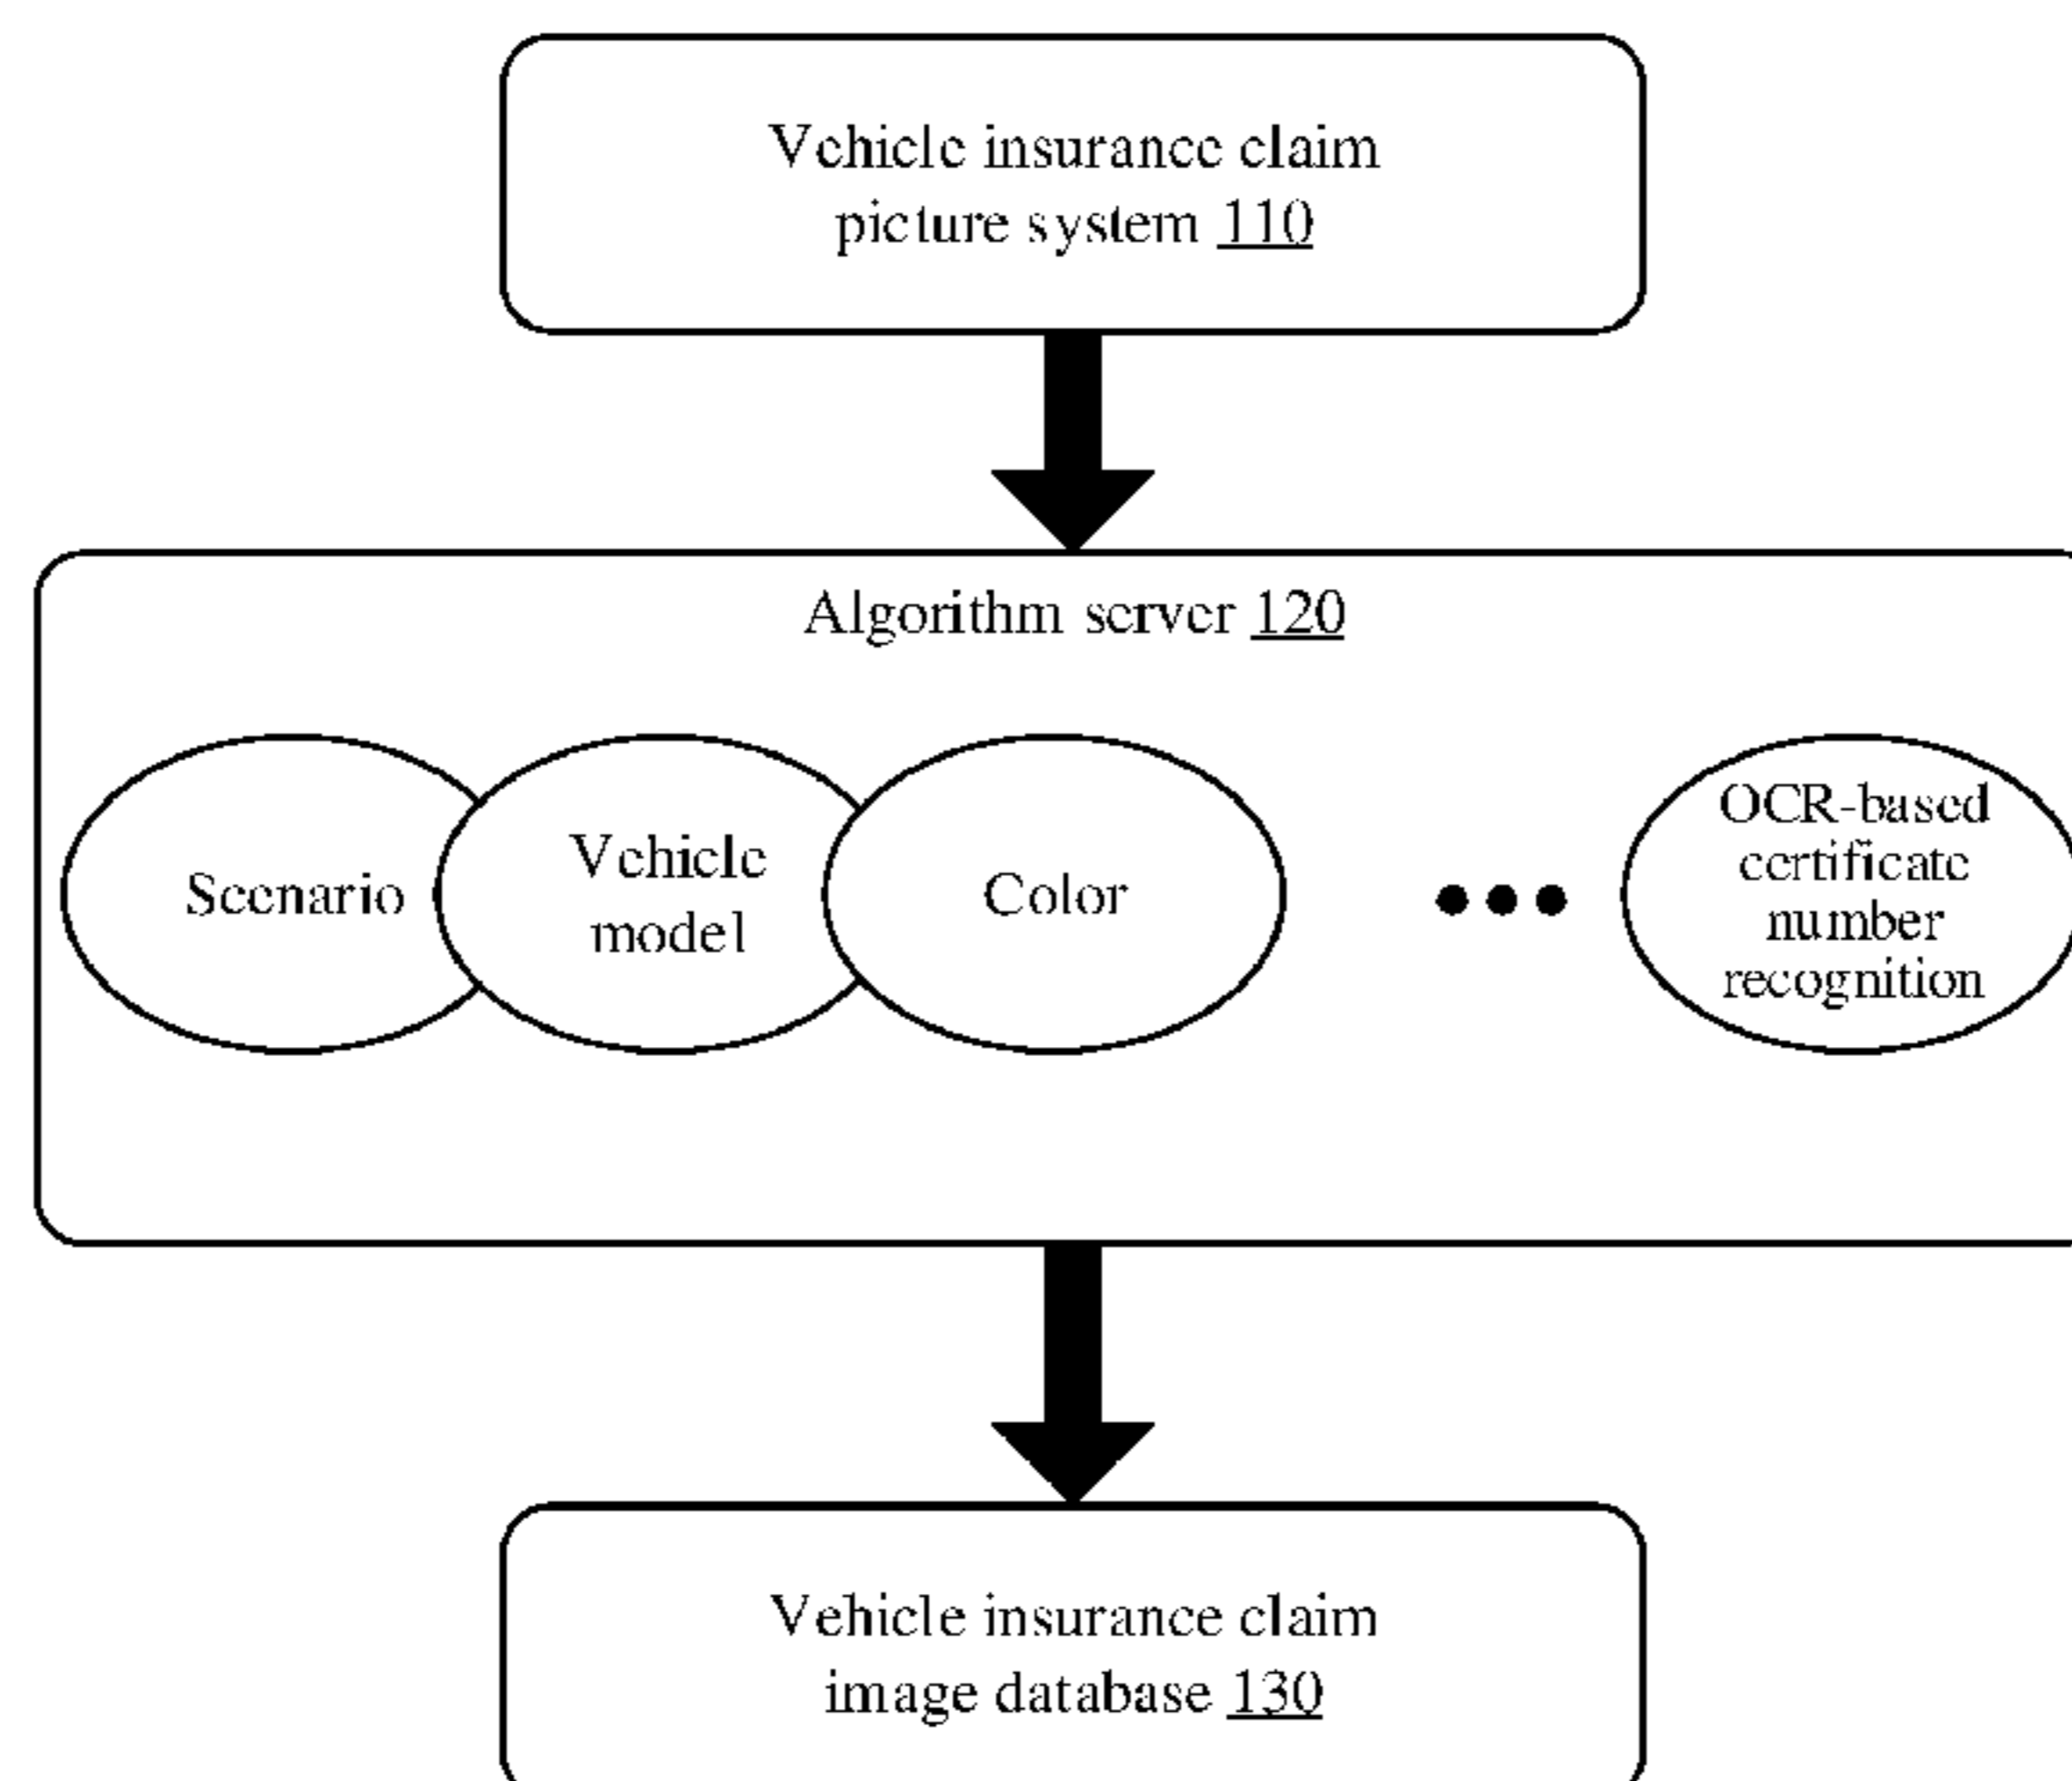 Vehicle insurance claim
picture system 110
Algorithm server 120
Scenario
Vehicle
model
Color
OCR-based
certificate
number
recognition
Vehicle insurance claim
image database 130